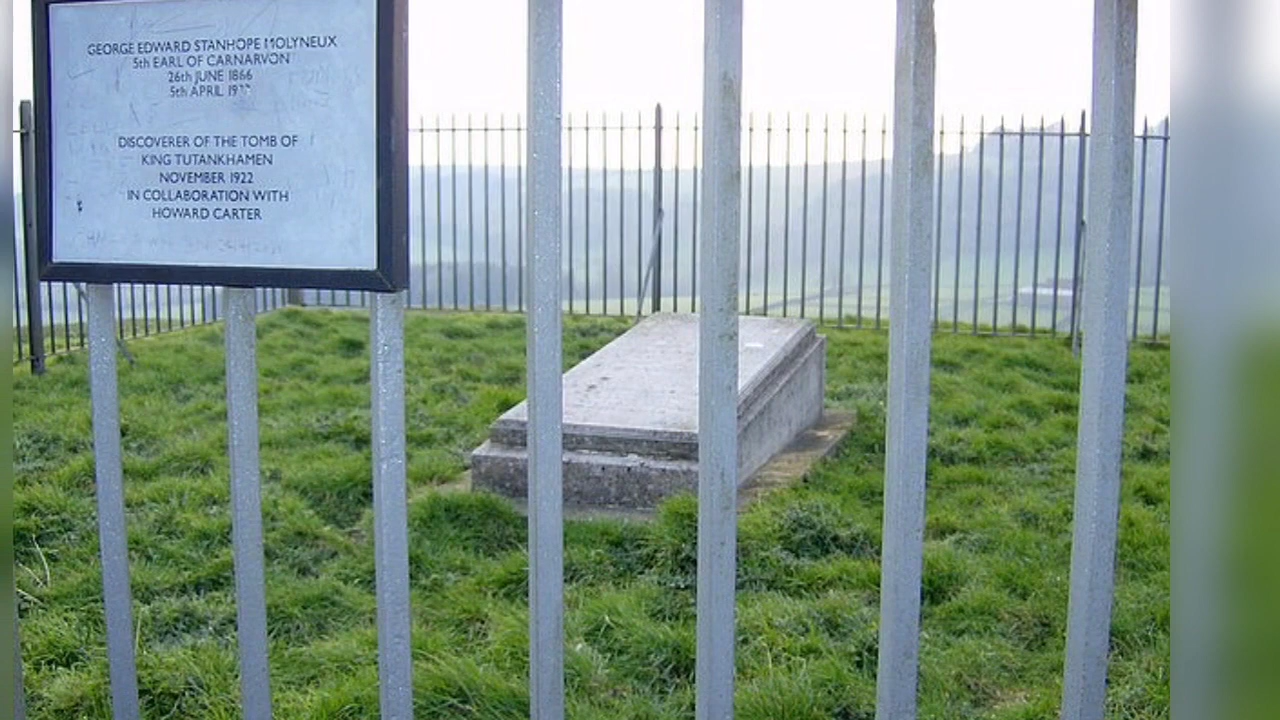 GEORGE EDWARD STANHOPE MOLYNEUX
5th EARL OF CARNARVON
26th JUNE 1866
5th APRIL
DISCOVERER OF THE TOMB OF
KING TUTANKHAMEN
NOVEMBER 1922
IN COLLABORATION WITH
HOWARD CARTER